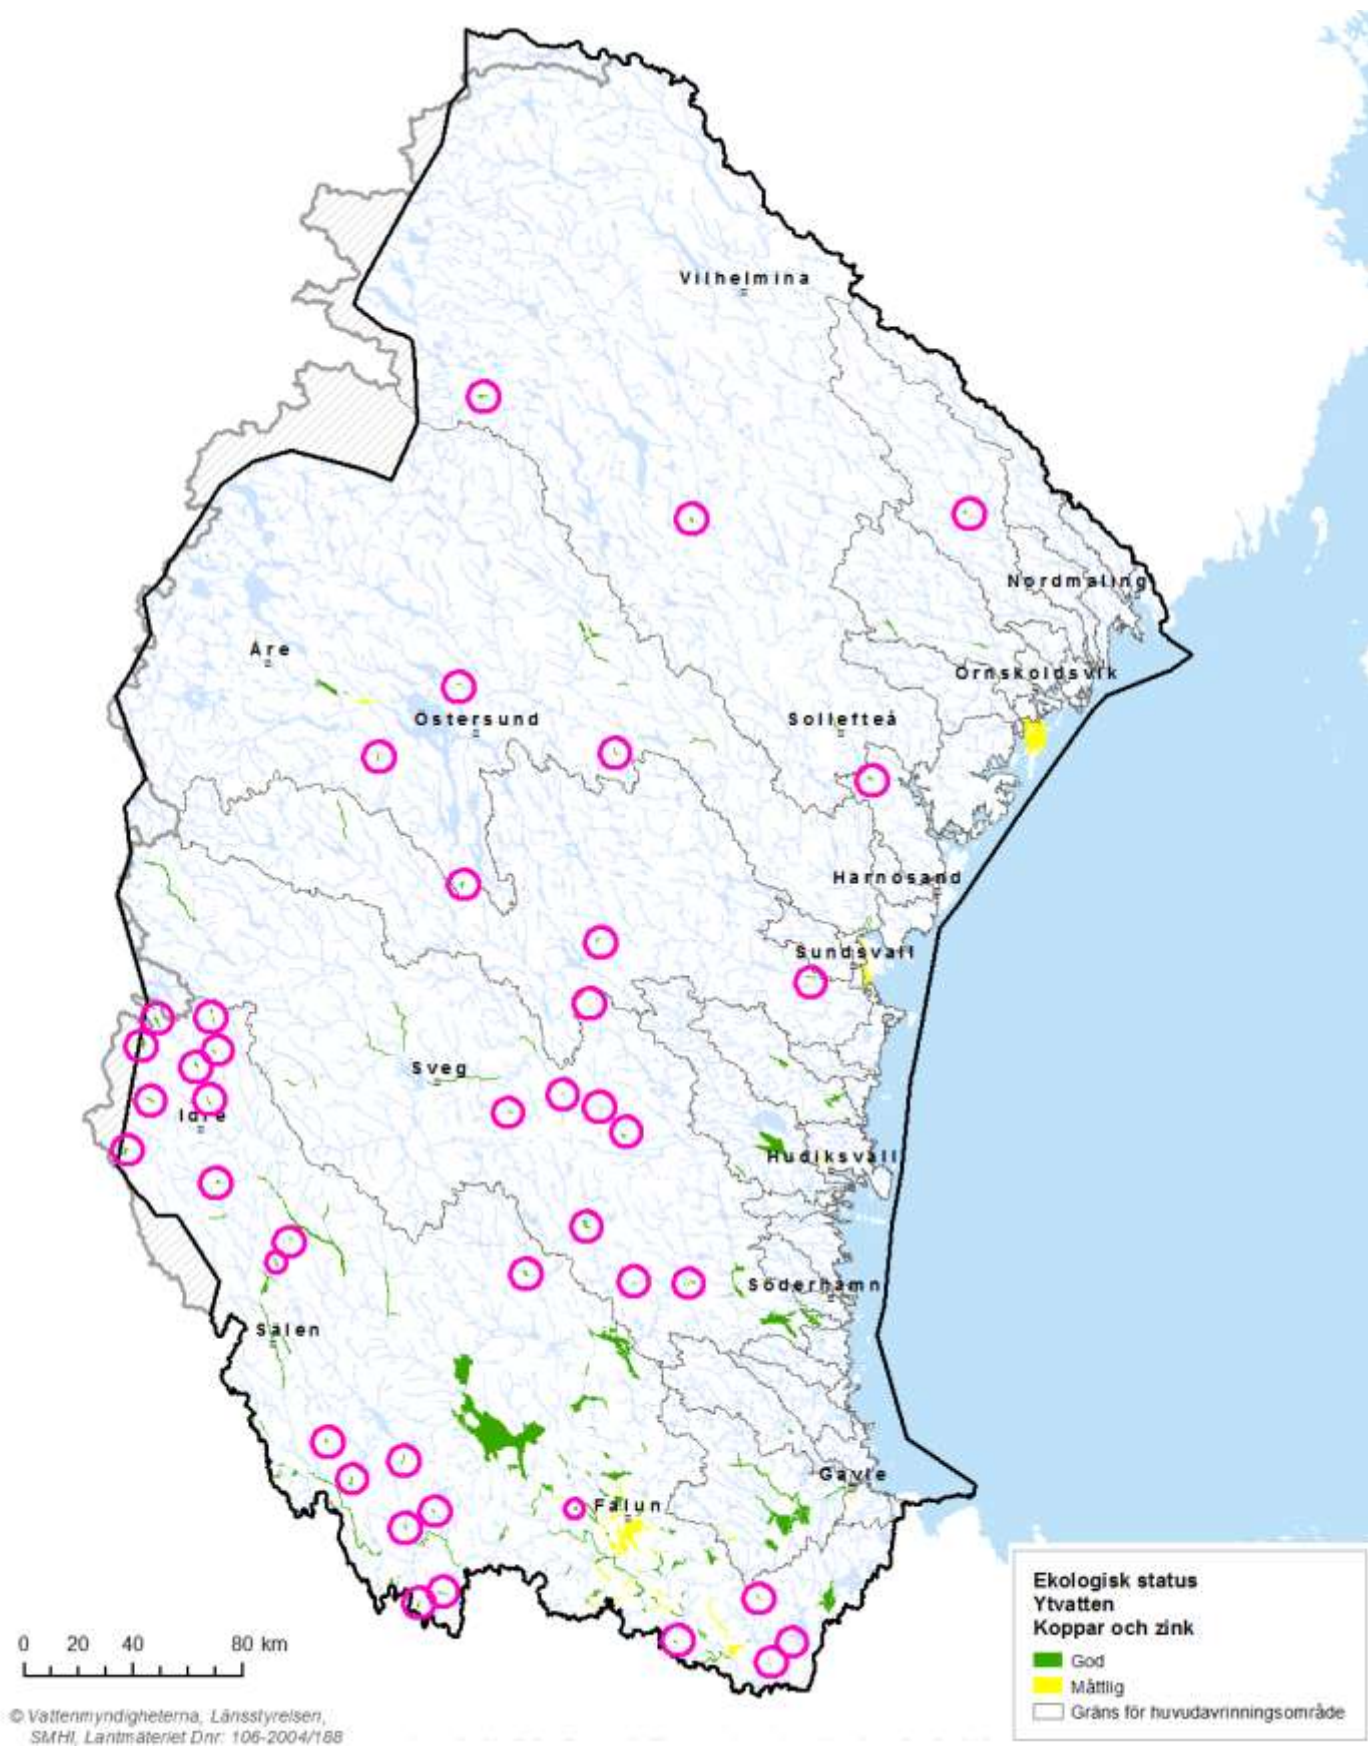 Vilhelmina
Nordmaling
Åre
Örnsköldsvik
Östersund
Sollefteå
Härnösand
Sundsvall
Sveg
Idre
Hudiksvall
Söderhamn
Sälen
Gävle
Falun
Ekologisk status
Ytvatten
Koppar och zink
God
Måttlig
Gräns för huvudavrinningsområde
0 20 40 80 km
© Vattenmyndigheterna, Länsstyrelsen,
SMHI, Lantmäteriet Dnr: 106-2004/188